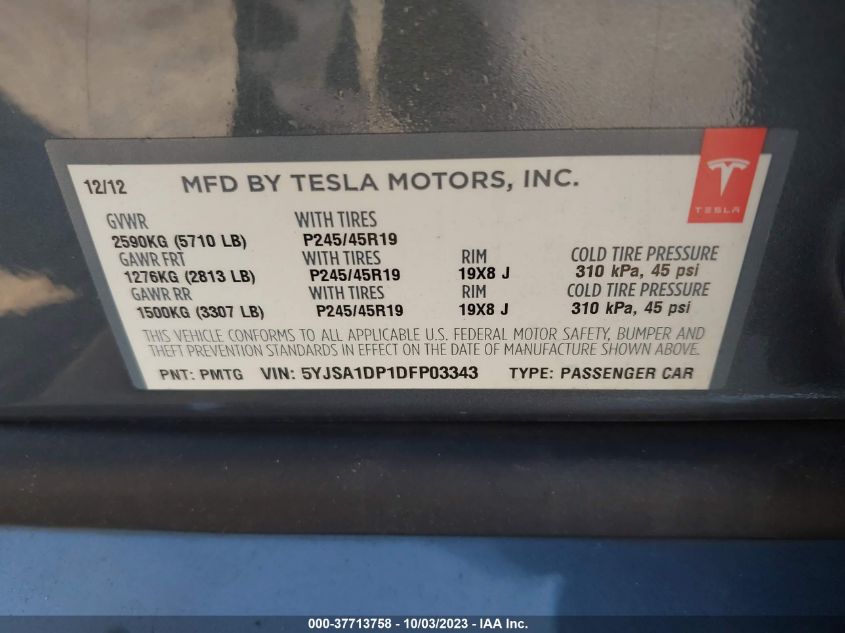 12/12 MFD BY TESLA MOTORS, INC.
TESLA
GVWR WITH TIRES
2590KG (5710 LB) P245/45R19
GAWR FRT WITH TIRES RIM COLD TIRE PRESSURE
1276KG (2813 LB) P245/45R19 19X8 J 310 kPa, 45 psi
GAWR RR WITH TIRES RIM COLD TIRE PRESSURE
1500KG (3307 LB) P245/45R19 19X8 J 310 kPa, 45 psi
THIS VEHICLE CONFORMS TO ALL APPLICABLE U.S. FEDERAL MOTOR SAFETY, BUMPER AND
THEFT PREVENTION STANDARDS IN EFFECT ON THE DATE OF MANUFACTURE SHOWN ABOVE.
PNT: PMTG VIN: 5YJSA1DP1DFP03343 TYPE: PASSENGER CAR
000-37713758 - 10/03/2023 - IAA Inc.